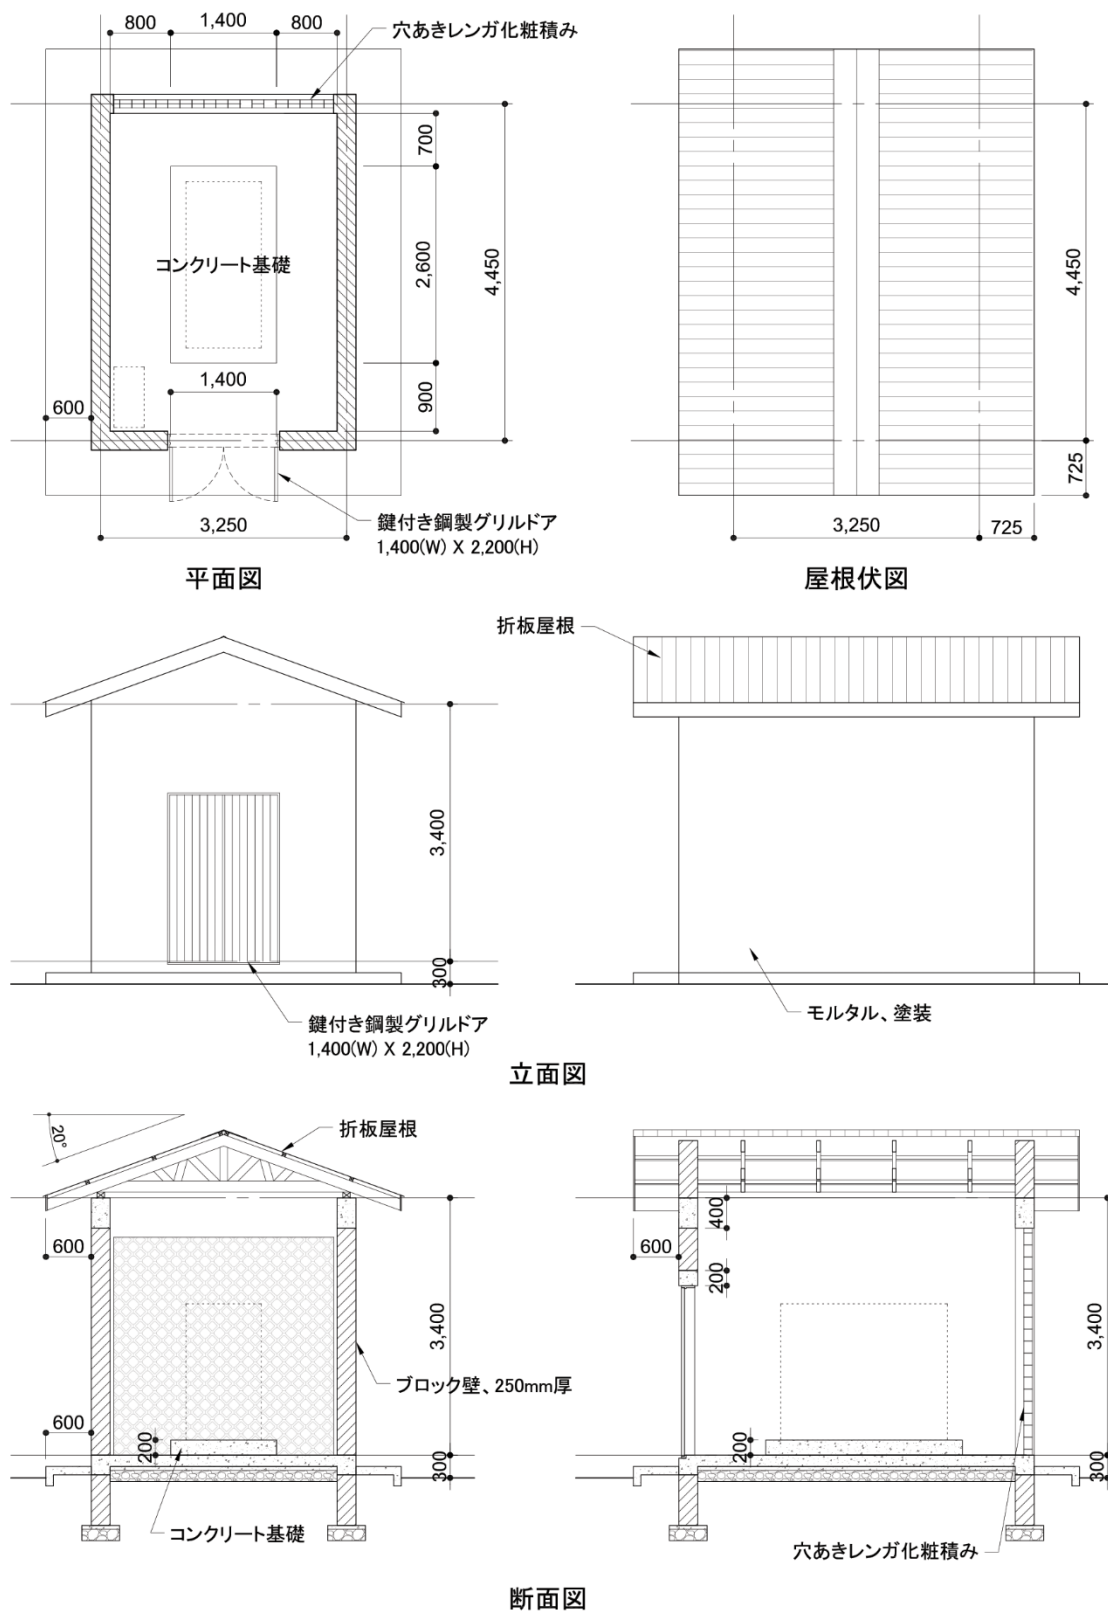 800
1,400
800
穴あきレンガ化粧積み
700
2,600
4,450
コンクリート基礎
1,400
900
600
3,250
鍵付き鋼製グリルドア
1,400(W) X 2,200(H)
平面図
4,450
725
3,250
725
屋根伏図
折板屋根
3,400
300
鍵付き鋼製グリルドア
1,400(W) X 2,200(H)
モルタル、塗装
立面図
20°
折板屋根
600
3,400
ブロック壁、250mm厚
600
200
300
コンクリート基礎
400
600
200
3,400
200
300
穴あきレンガ化粧積み
断面図